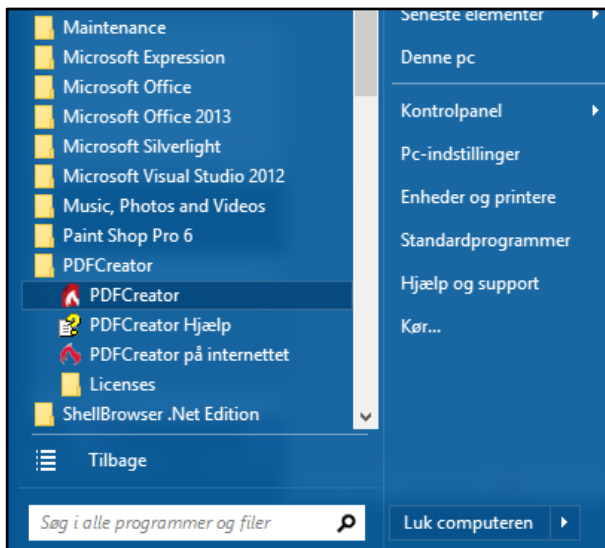 Maintenance
Microsoft Expression
Microsoft Office
Microsoft Office 2013
Microsoft Silverlight
Microsoft Visual Studio 2012
Music, Photos and Videos
Paint Shop Pro 6
PDFCreator
PDFCreator
PDFCreator Hjælp
PDFCreator på internettet
Licenses
ShellBrowser .Net Edition
Tilbage
Søg i alle programmer og filer
Seneste elementer
Denne pc
Kontrolpanel
Pc-indstillinger
Enheder og printere
Standardprogrammer
Hjælp og support
Kør...
Luk computeren